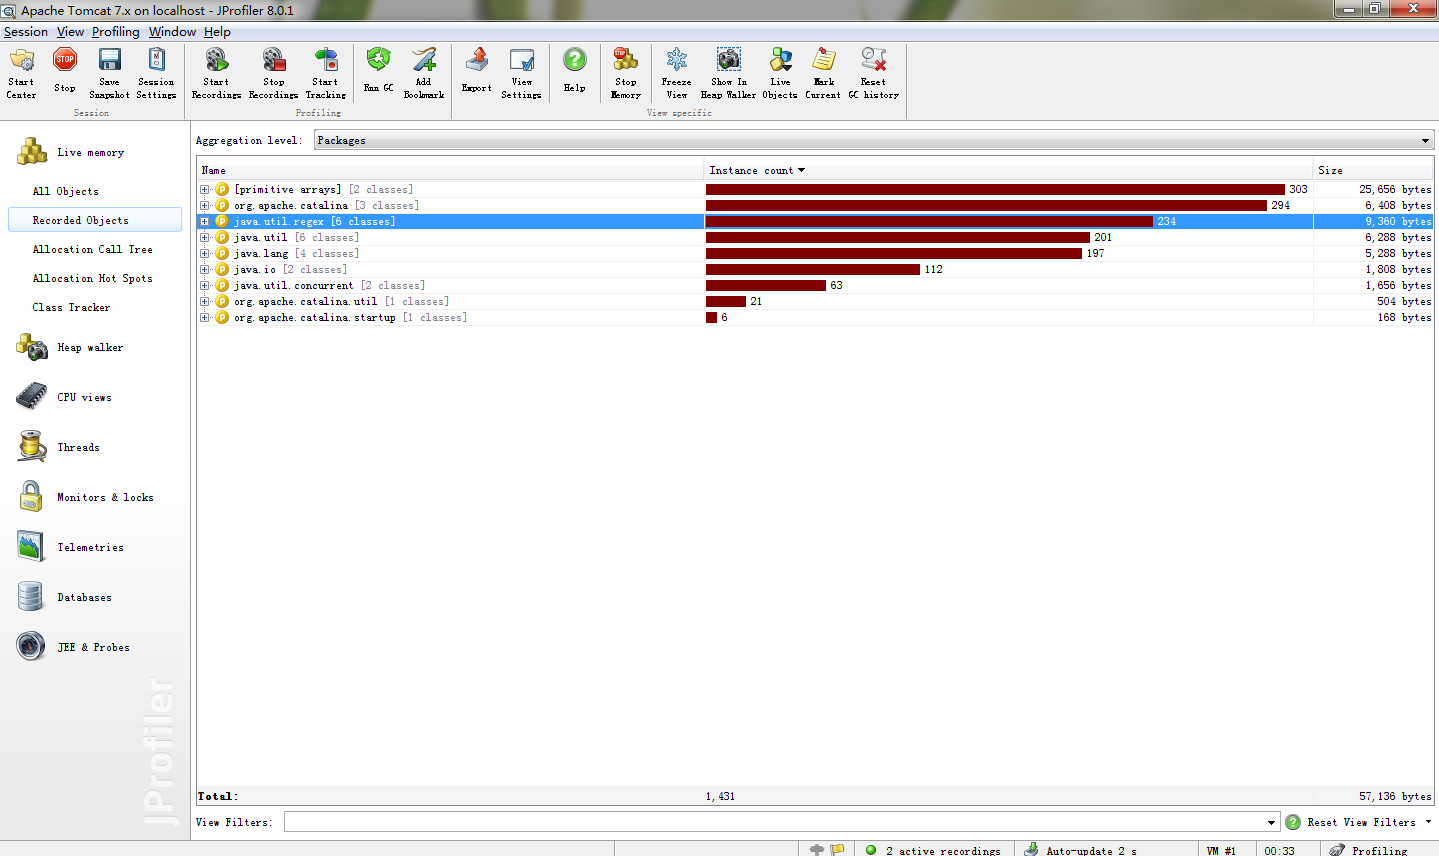 Apache Tomcat 7.x on localhost - JProfiler 8.0.1
Session View Profiling Window Help
Start Center
Stop
Save Snapshot
Session Settings
Start Recordings
Stop Recordings
Start Tracking
Run GC
Add Bookmark
Export
View Settings
Help
Stop Memory
Freeze View
Show In Heap Walker
Live Objects
Mark Current
Reset GC history
Session
Profiling
View specific
Live memory
All Objects
Recorded Objects
Allocation Call Tree
Allocation Hot Spots
Class Tracker
Heap walker
CPU views
Threads
Monitors & locks
Telemetries
Databases
JEE & Probes
JProfiler
Aggregation level: Packages
Name Instance count Size
[primitive arrays] [2 classes] 303 25,656 bytes
org.apache.catalina [3 classes] 294 6,408 bytes
java.util.regex [6 classes] 234 9,360 bytes
java.util [6 classes] 201 6,288 bytes
java.lang [4 classes] 197 5,288 bytes
java.io [2 classes] 112 1,808 bytes
java.util.concurrent [2 classes] 63 1,656 bytes
org.apache.catalina.util [1 classes] 21 504 bytes
org.apache.catalina.startup [1 classes] 6 168 bytes
Total: 1,431 57,136 bytes
View Filters: Reset View Filters
2 active recordings Auto-update 2 s VM #1 00:33 Profiling